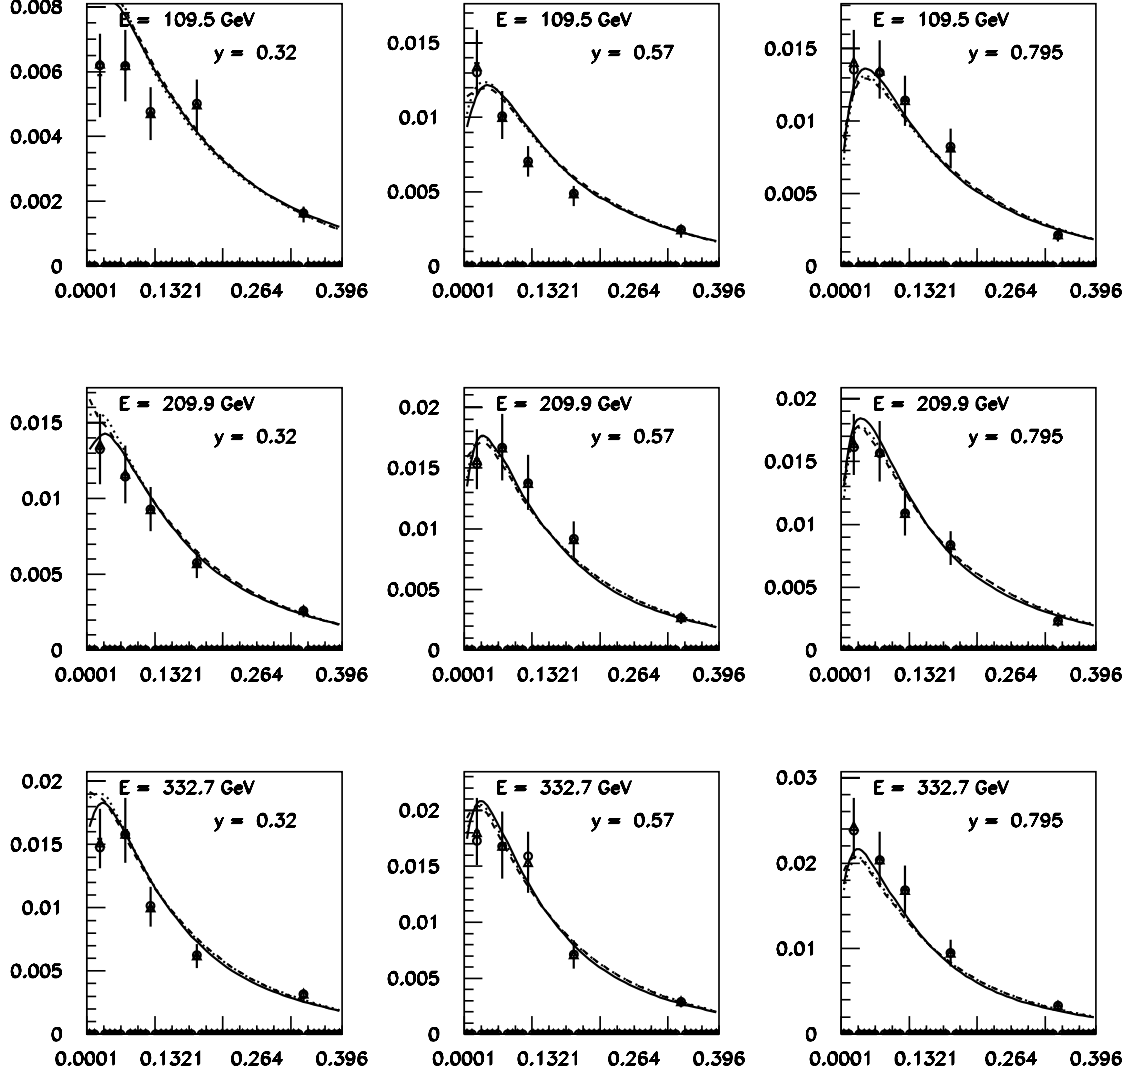 E = 109.5 GeV
y = 0.32
0.008
0.006
0.004
0.002
0
0.0001 0.1321 0.264 0.396
E = 109.5 GeV
y = 0.57
0.015
0.01
0.005
0
0.0001 0.1321 0.264 0.396
E = 109.5 GeV
y = 0.795
0.015
0.01
0.005
0
0.0001 0.1321 0.264 0.396
E = 209.9 GeV
y = 0.32
0.015
0.01
0.005
0
0.0001 0.1321 0.264 0.396
E = 209.9 GeV
y = 0.57
0.02
0.015
0.01
0.005
0
0.0001 0.1321 0.264 0.396
E = 209.9 GeV
y = 0.795
0.02
0.015
0.01
0.005
0
0.0001 0.1321 0.264 0.396
E = 332.7 GeV
y = 0.32
0.02
0.015
0.01
0.005
0
0.0001 0.1321 0.264 0.396
E = 332.7 GeV
y = 0.57
0.02
0.015
0.01
0.005
0
0.0001 0.1321 0.264 0.396
E = 332.7 GeV
y = 0.795
0.03
0.02
0.01
0
0.0001 0.1321 0.264 0.396